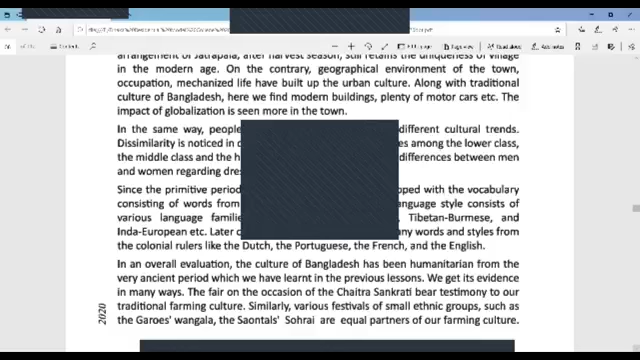 Contents
Page view
Read aloud
Add notes
arrangement of Jatrapala, after harvest season, still retains the uniqueness of village
in the modern age. On the contrary, geographical environment of the town,
occupation, mechanized life have built up the urban culture. Along with traditional
culture of Bangladesh, here we find modern buildings, plenty of motor cars etc. The
impact of globalization is seen more in the town.
In the same way, people different cultural trends.
Dissimilarity is noticed in among the lower class,
the middle class and the differences between men
and women regarding
Since the primitive period with the vocabulary
consisting of words from language style consists of
various language Tibetan-Burmese, and
Inda-European etc. Later words and styles from
the colonial rulers like the Dutch, the Portuguese, the French, and the English.
In an overall evaluation, the culture of Bangladesh has been humanitarian from the
very ancient period which we have learnt in the previous lessons. We get its evidence
in many ways. The fair on the occasion of the Chaitra Sankrati bear testimony to our
traditional farming culture. Similarly, various festivals of small ethnic groups, such as
the Garoes' wangala, the Saontals' Sohrai are equal partners of our farming culture.
2020